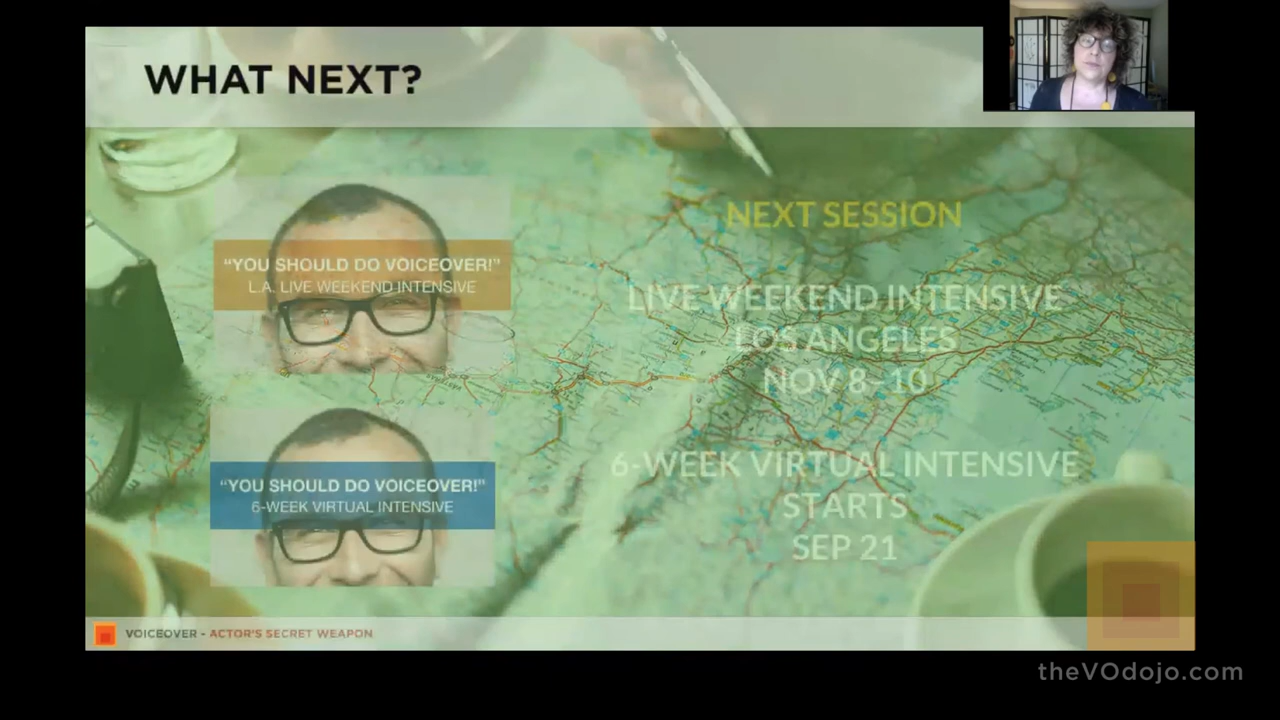 WHAT NEXT?
“YOU SHOULD DO VOICEOVER!”
L.A. LIVE WEEKEND INTENSIVE
NEXT SESSION
LIVE WEEKEND INTENSIVE
LOS ANGELES
NOV 8-10
“YOU SHOULD DO VOICEOVER!”
6-WEEK VIRTUAL INTENSIVE
6-WEEK VIRTUAL INTENSIVE
STARTS
SEP 21
VOICEOVER - ACTOR'S SECRET WEAPON
theVOdojo.com